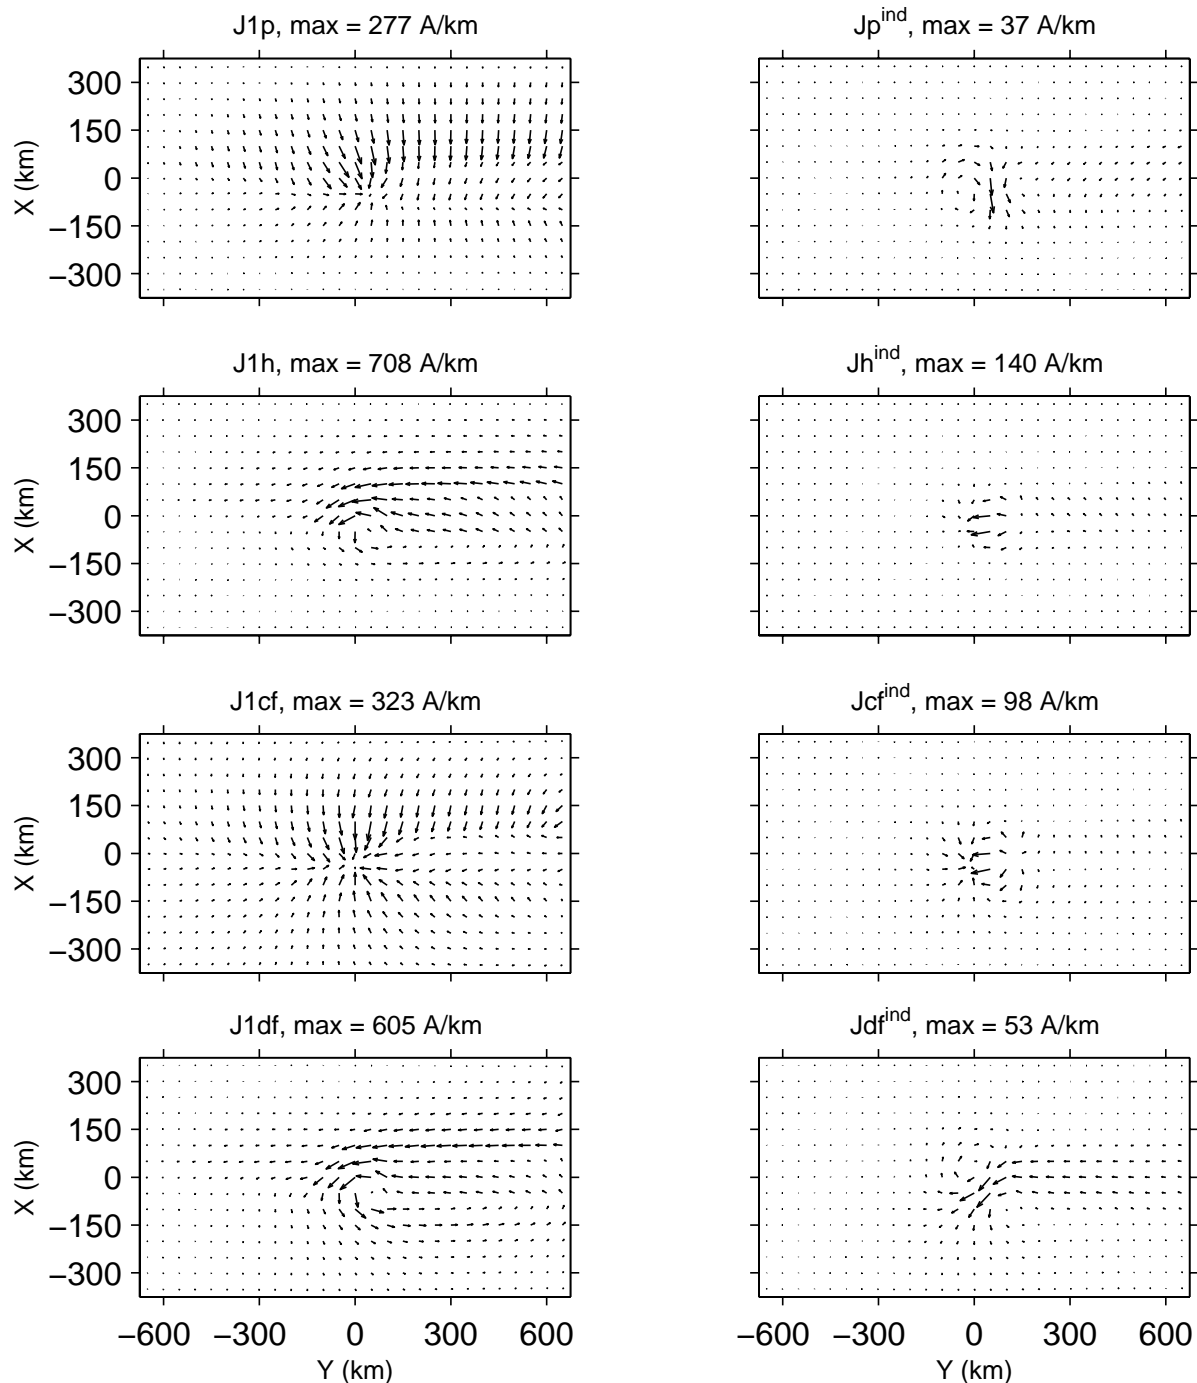 J1p, max = 277 A/km
Jp^ind, max = 37 A/km
300
150
0
−150
−300
X (km)
J1h, max = 708 A/km
Jh^ind, max = 140 A/km
300
150
0
−150
−300
X (km)
J1cf, max = 323 A/km
Jcf^ind, max = 98 A/km
300
150
0
−150
−300
X (km)
J1df, max = 605 A/km
Jdf^ind, max = 53 A/km
300
150
0
−150
−300
X (km)
−600 −300 0 300 600
Y (km)
−600 −300 0 300 600
Y (km)